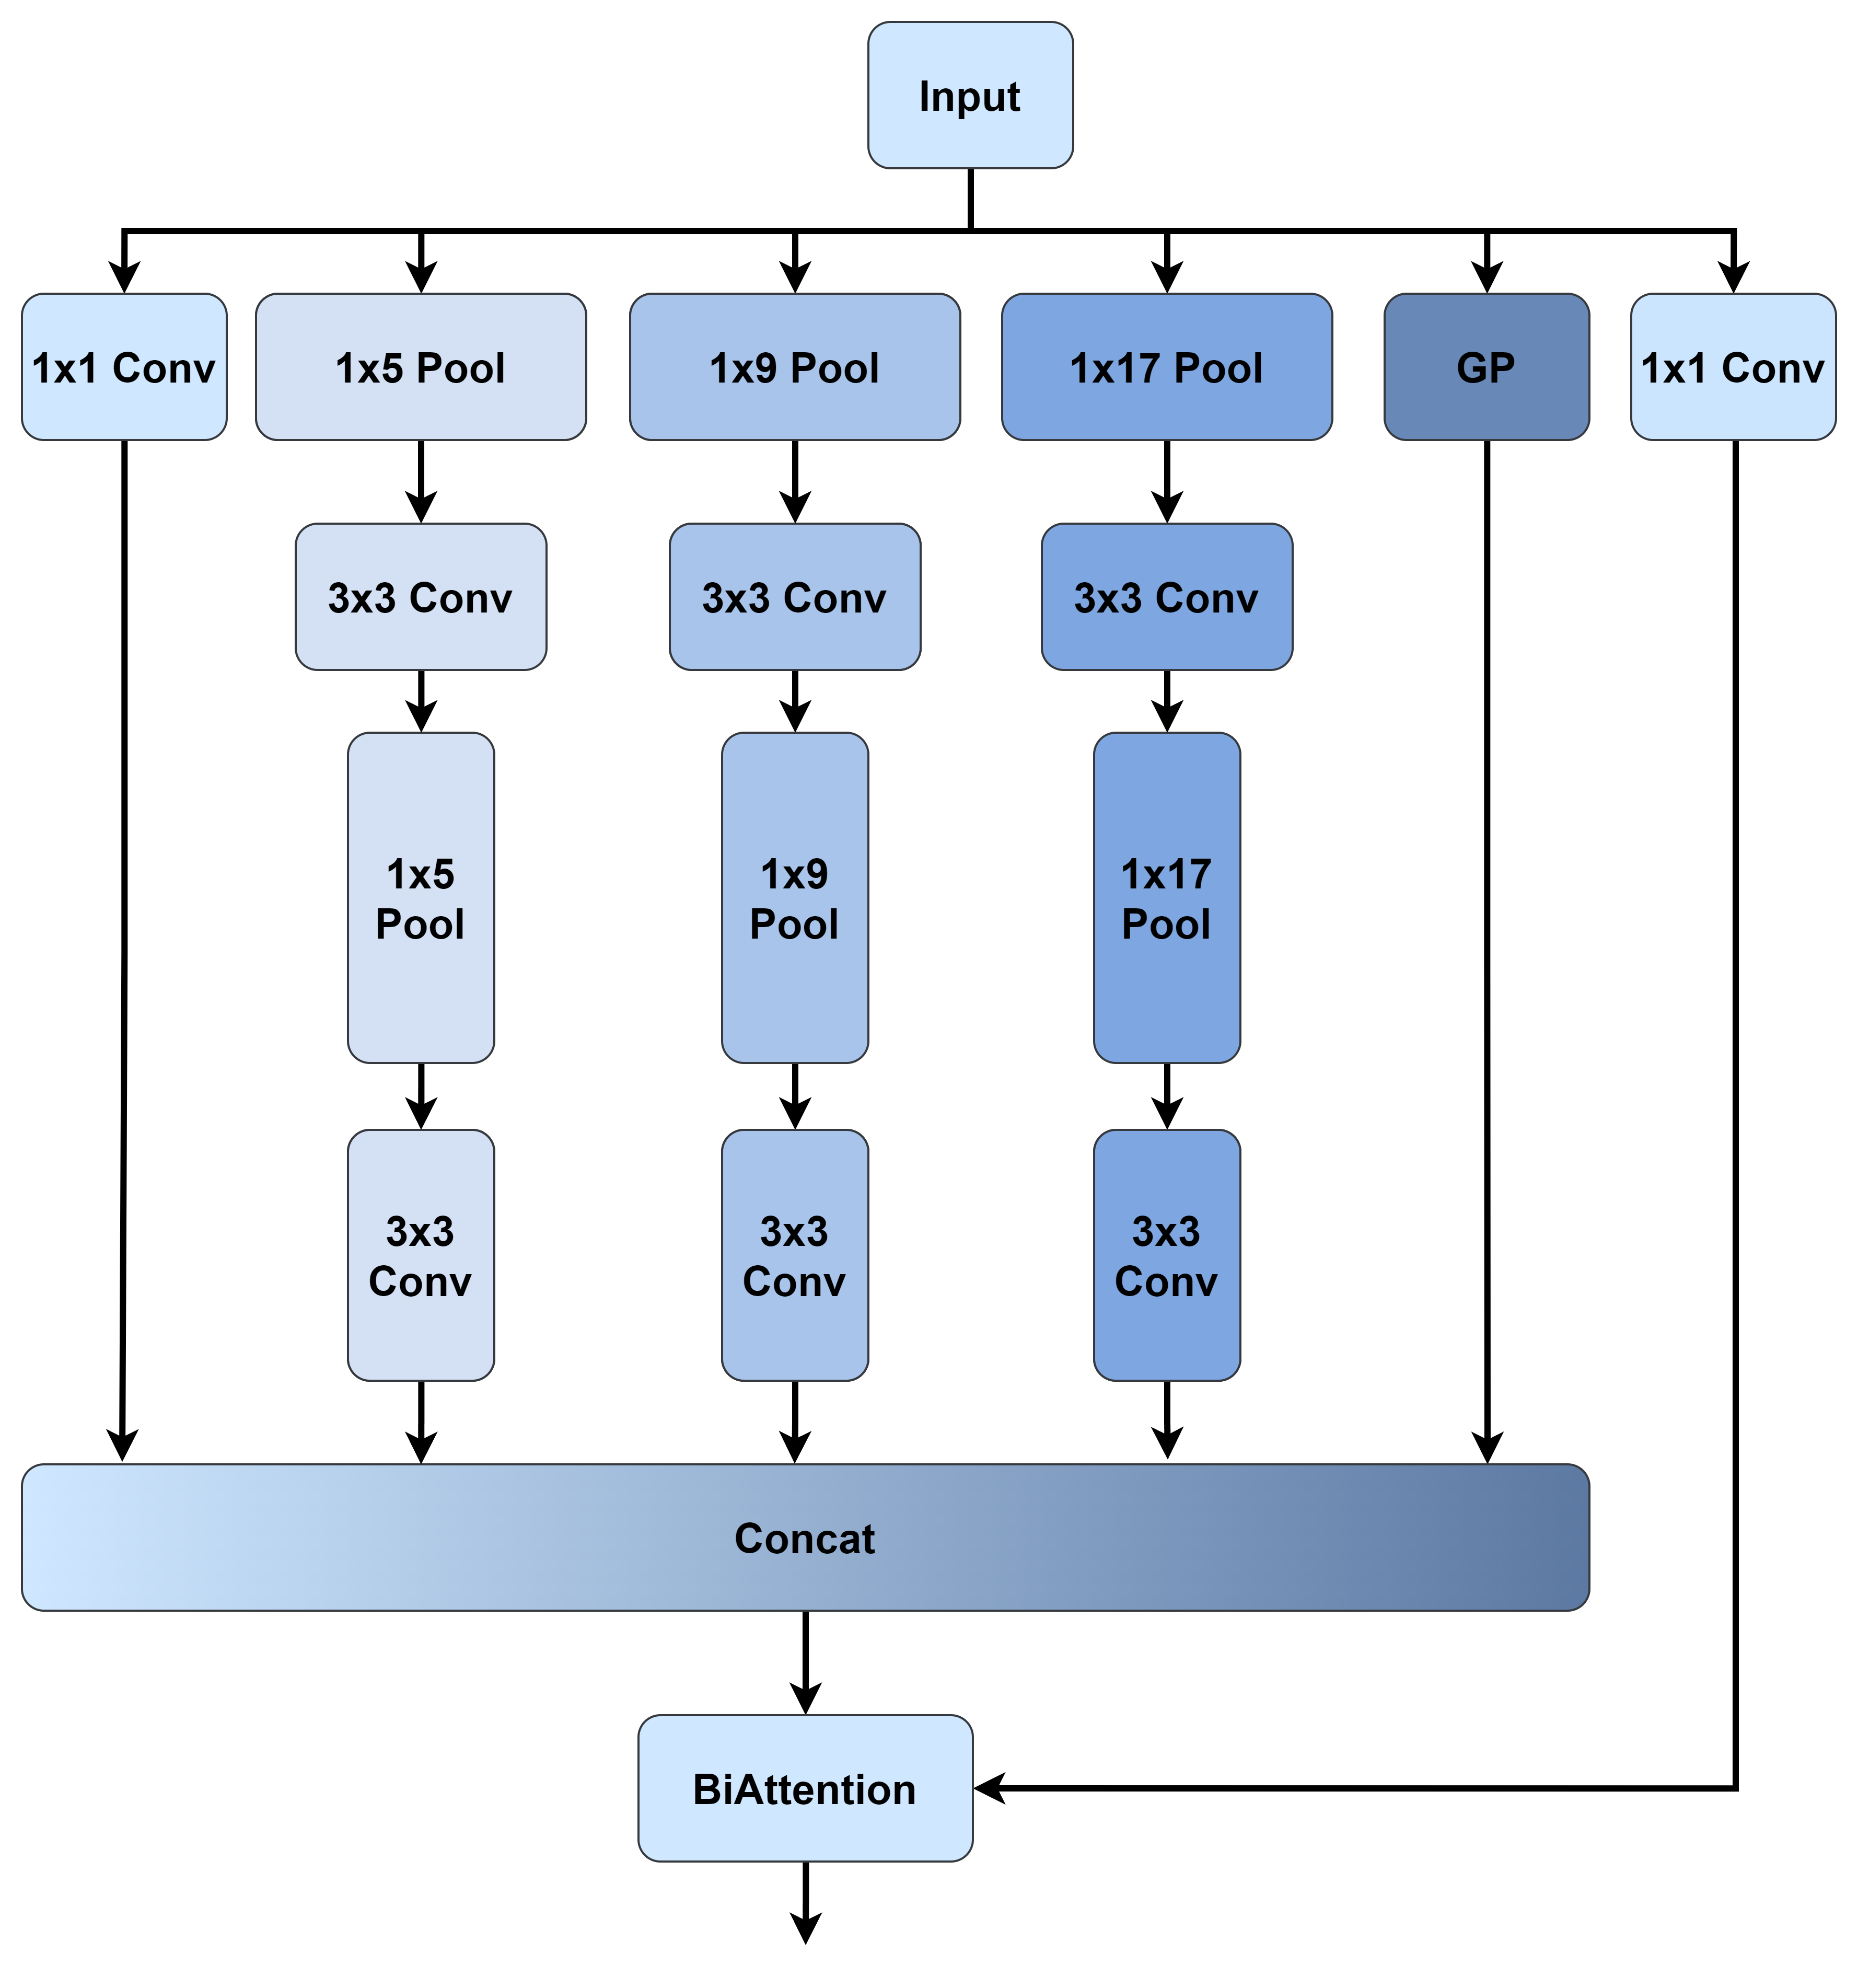 Input
1x1 Conv
1x5 Pool
1x9 Pool
1x17 Pool
GP
1x1 Conv
3x3 Conv
3x3 Conv
3x3 Conv
1x5
Pool
1x9
Pool
1x17
Pool
3x3
Conv
3x3
Conv
3x3
Conv
Concat
BiAttention